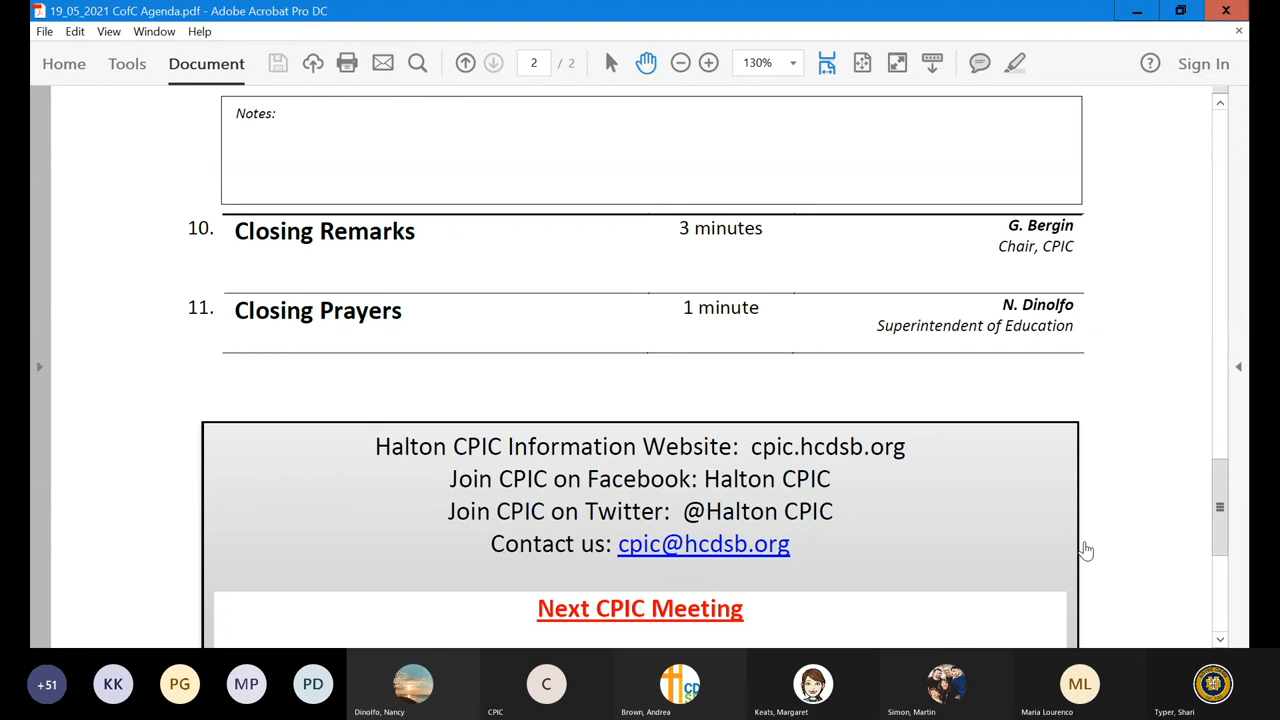 19_05_2021 CofC Agenda.pdf - Adobe Acrobat Pro DC
File Edit View Window Help
Home Tools Document 2 / 2 130% Sign In
Notes:
10. Closing Remarks 3 minutes G. Bergin
Chair, CPIC
11. Closing Prayers 1 minute N. Dinolfo
Superintendent of Education
Halton CPIC Information Website: cpic.hcdsb.org
Join CPIC on Facebook: Halton CPIC
Join CPIC on Twitter: @Halton CPIC
Contact us: cpic@hcdsb.org
Next CPIC Meeting
+51 KK PG MP PD C ML
Dinolfo, Nancy CPIC Brown, Andrea Keats, Margaret Simon, Martin Maria Lourenco Typer, Shari